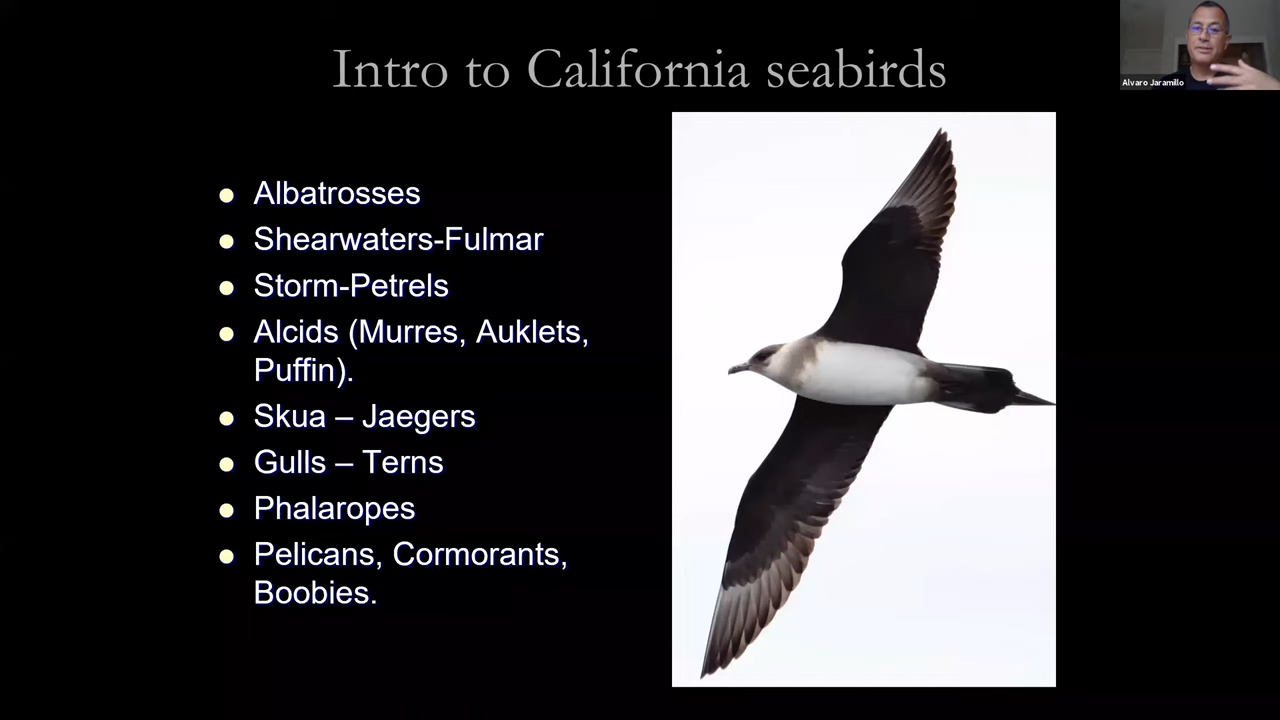 Intro to California seabirds
Alvaro Jaramillo
Albatrosses
Shearwaters-Fulmar
Storm-Petrels
Alcids (Murres, Auklets,
Puffin).
Skua – Jaegers
Gulls – Terns
Phalaropes
Pelicans, Cormorants,
Boobies.